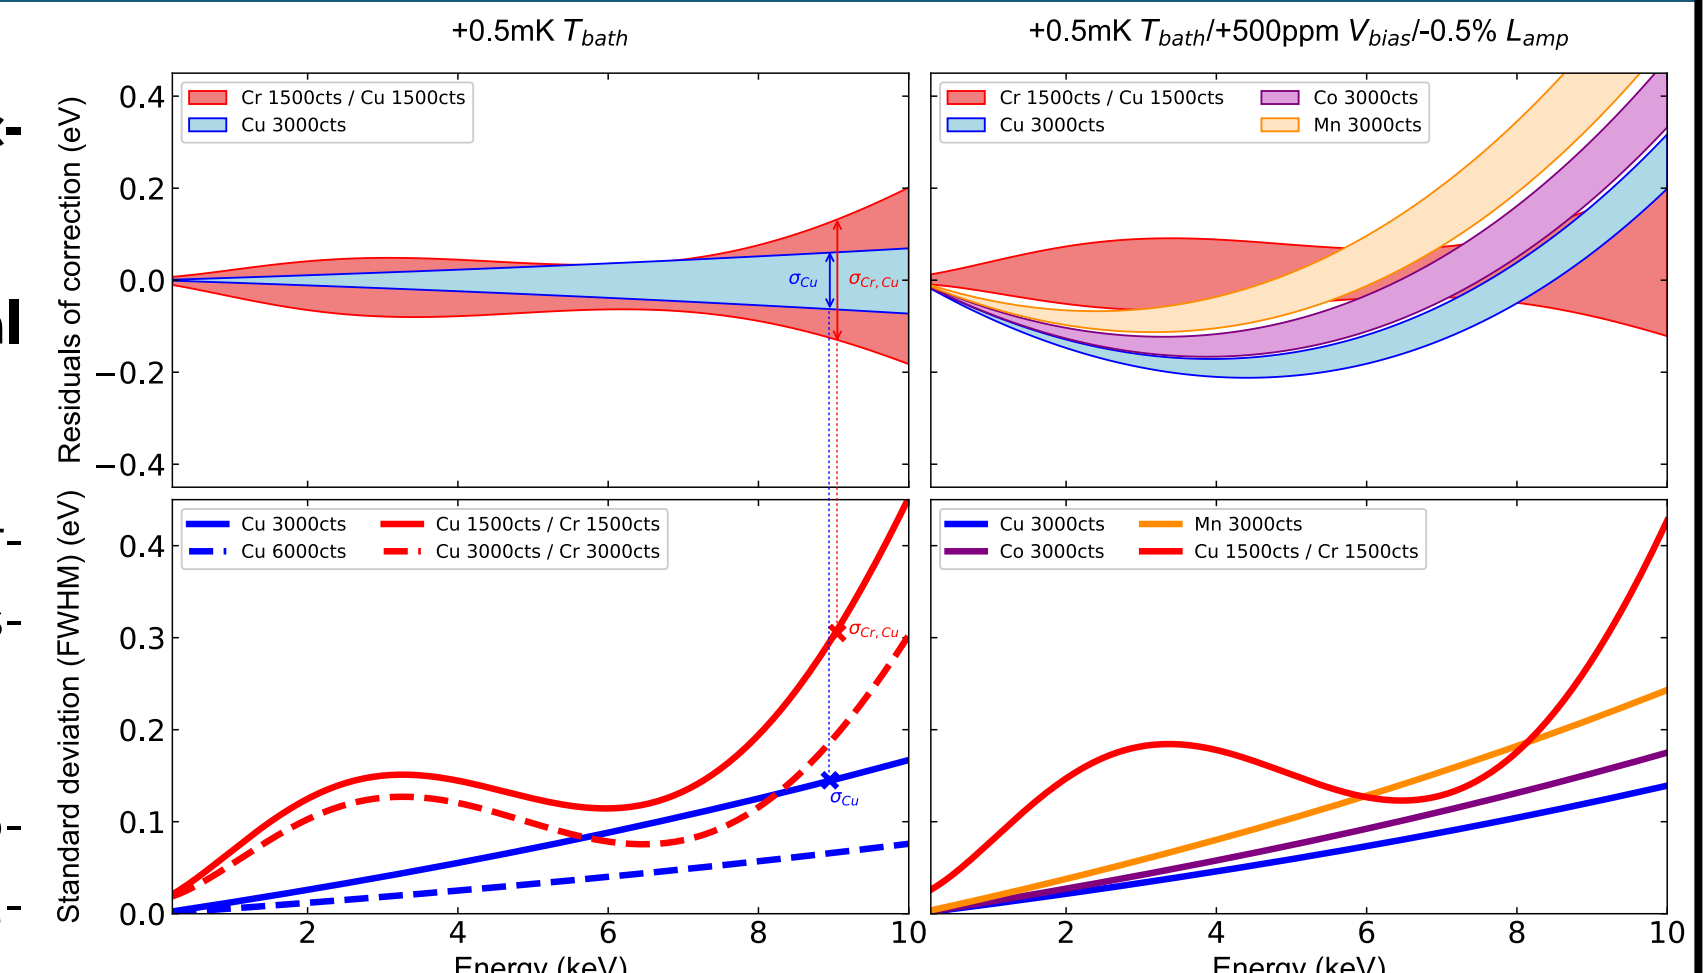 +0.5mK T_bath
+0.5mK T_bath/+500ppm V_bias/-0.5% L_amp
Residuals of correction (eV)
0.4
0.2
0.0
−0.2
−0.4
Cr 1500cts / Cu 1500cts
Cu 3000cts
σ_Cu
σ_Cr, Cu
Cr 1500cts / Cu 1500cts
Cu 3000cts
Co 3000cts
Mn 3000cts
Standard deviation (FWHM) (eV)
0.4
0.3
0.2
0.1
0.0
Cu 3000cts
Cu 6000cts
Cu 1500cts / Cr 1500cts
Cu 3000cts / Cr 3000cts
σ_Cr, Cu
σ_Cu
2 4 6 8 10
Energy (keV)
Cu 3000cts
Co 3000cts
Mn 3000cts
Cu 1500cts / Cr 1500cts
2 4 6 8 10
Energy (keV)